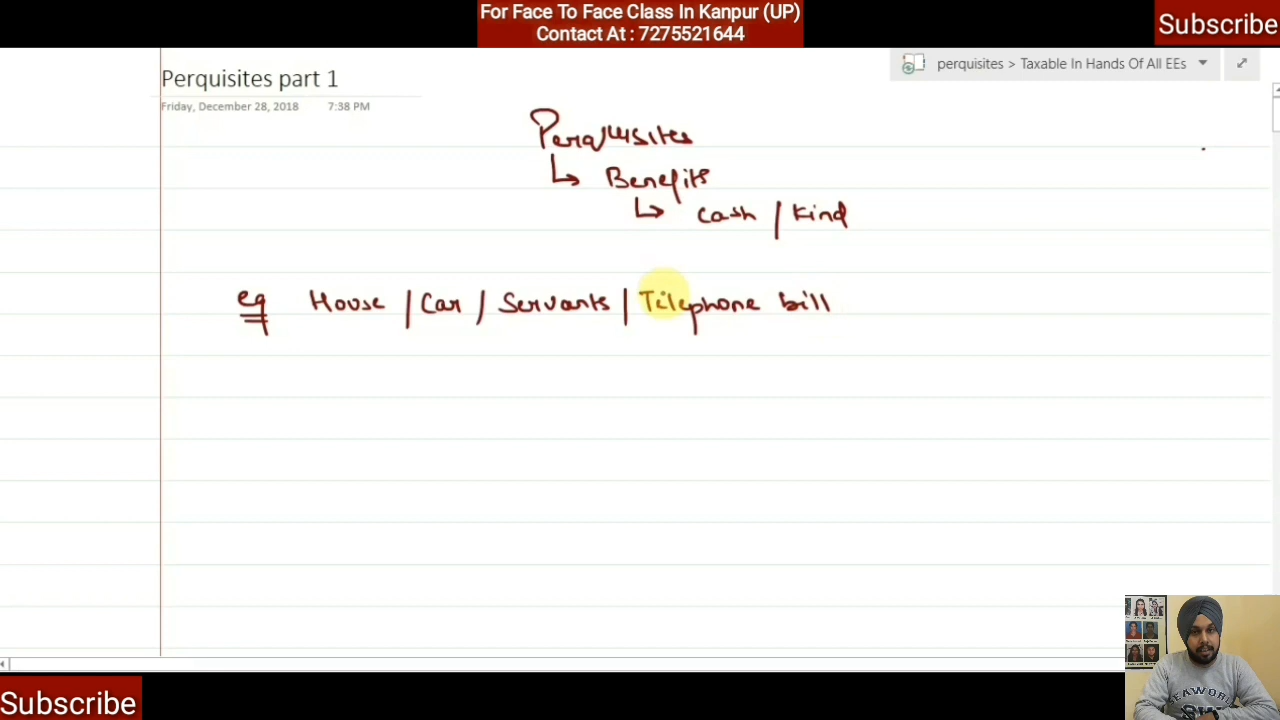 For Face To Face Class In Kanpur (UP)
Contact At : 7275521644
Subscribe
perquisites > Taxable In Hands Of All EEs
Perquisites part 1
Friday, December 28, 2018 7:38 PM
Perquisites
Benefits
Cash / Kind
eg House / Car / Servants / Telephone bill
Subscribe